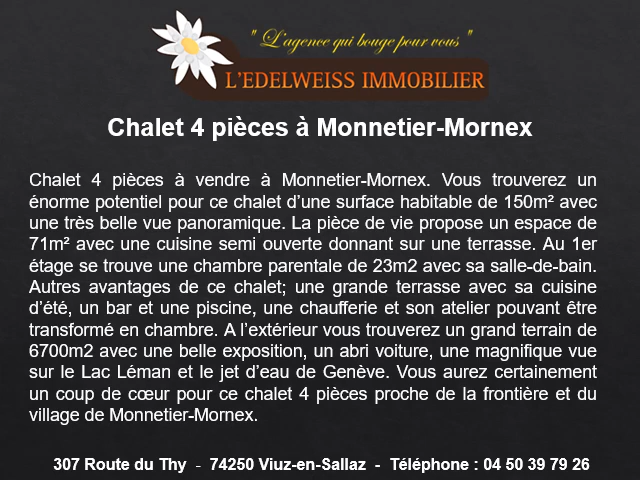 " L'agence qui bouge pour vous "
L'EDELWEISS IMMOBILIER
Chalet 4 pièces à Monnetier-Mornex
Chalet 4 pièces à vendre à Monnetier-Mornex. Vous trouverez un
énorme potentiel pour ce chalet d’une surface habitable de 150m² avec
une très belle vue panoramique. La pièce de vie propose un espace de
71m² avec une cuisine semi ouverte donnant sur une terrasse. Au 1er
étage se trouve une chambre parentale de 23m2 avec sa salle-de-bain.
Autres avantages de ce chalet; une grande terrasse avec sa cuisine
d’été, un bar et une piscine, une chaufferie et son atelier pouvant être
transformé en chambre. A l’extérieur vous trouverez un grand terrain de
6700m2 avec une belle exposition, un abri voiture, une magnifique vue
sur le Lac Léman et le jet d’eau de Genève. Vous aurez certainement
un coup de cœur pour ce chalet 4 pièces proche de la frontière et du
village de Monnetier-Mornex.
307 Route du Thy - 74250 Viuz-en-Sallaz - Téléphone : 04 50 39 79 26